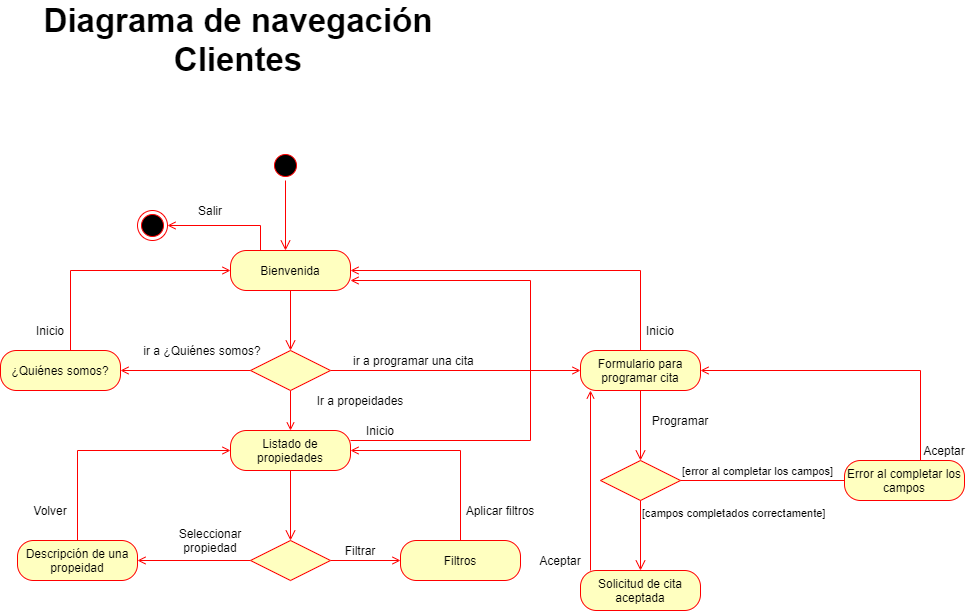 Diagrama de navegación
Clientes
Salir
Bienvenida
Inicio
Inicio
ir a ¿Quiénes somos?
ir a programar una cita
¿Quiénes somos?
Formulario para
programar cita
Ir a propeidades
Inicio
Programar
Listado de
propiedades
Aceptar
[error al completar los campos]
Error al completar los
campos
Volver
Aplicar filtros
[campos completados correctamente]
Seleccionar
propiedad
Filtrar
Descripción de una
propeidad
Filtros
Aceptar
Solicitud de cita
aceptada